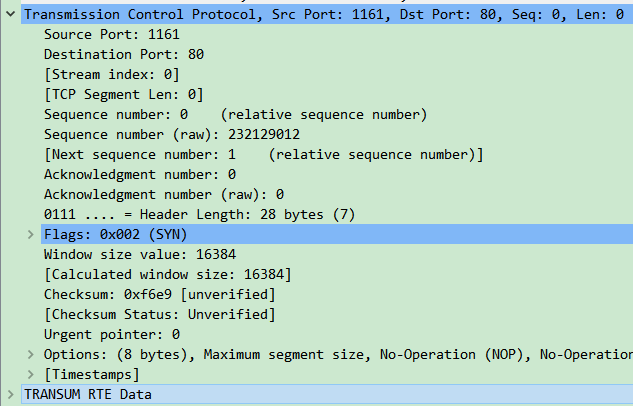 Transmission Control Protocol, Src Port: 1161, Dst Port: 80, Seq: 0, Len: 0
Source Port: 1161
Destination Port: 80
[Stream index: 0]
[TCP Segment Len: 0]
Sequence number: 0    (relative sequence number)
Sequence number (raw): 232129012
[Next sequence number: 1    (relative sequence number)]
Acknowledgment number: 0
Acknowledgment number (raw): 0
0111 .... = Header Length: 28 bytes (7)
Flags: 0x002 (SYN)
Window size value: 16384
[Calculated window size: 16384]
Checksum: 0xf6e9 [unverified]
[Checksum Status: Unverified]
Urgent pointer: 0
Options: (8 bytes), Maximum segment size, No-Operation (NOP), No-Operation
[Timestamps]
TRANSUM RTE Data